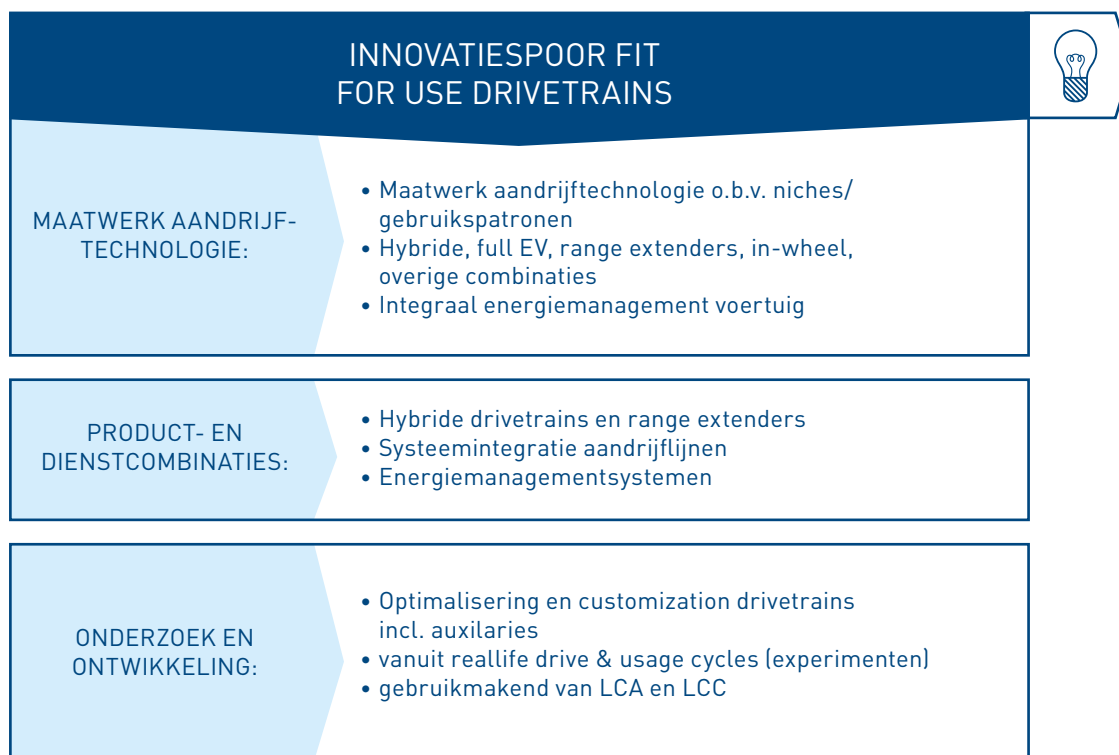 INNOVATIESPOOR FIT
FOR USE DRIVETRAINS
MAATWERK AANDRIJF-
TECHNOLOGIE:
• Maatwerk aandrijftechnologie o.b.v. niches/
gebruikspatronen
• Hybride, full EV, range extenders, in-wheel,
overige combinaties
• Integraal energiemanagement voertuig
PRODUCT- EN
DIENSTCOMBINATIES:
• Hybride drivetrains en range extenders
• Systeemintegratie aandrijflijnen
• Energiemanagementsystemen
ONDERZOEK EN
ONTWIKKELING:
• Optimalisering en customization drivetrains
incl. auxilaries
• vanuit reallife drive & usage cycles (experimenten)
• gebruikmakend van LCA en LCC